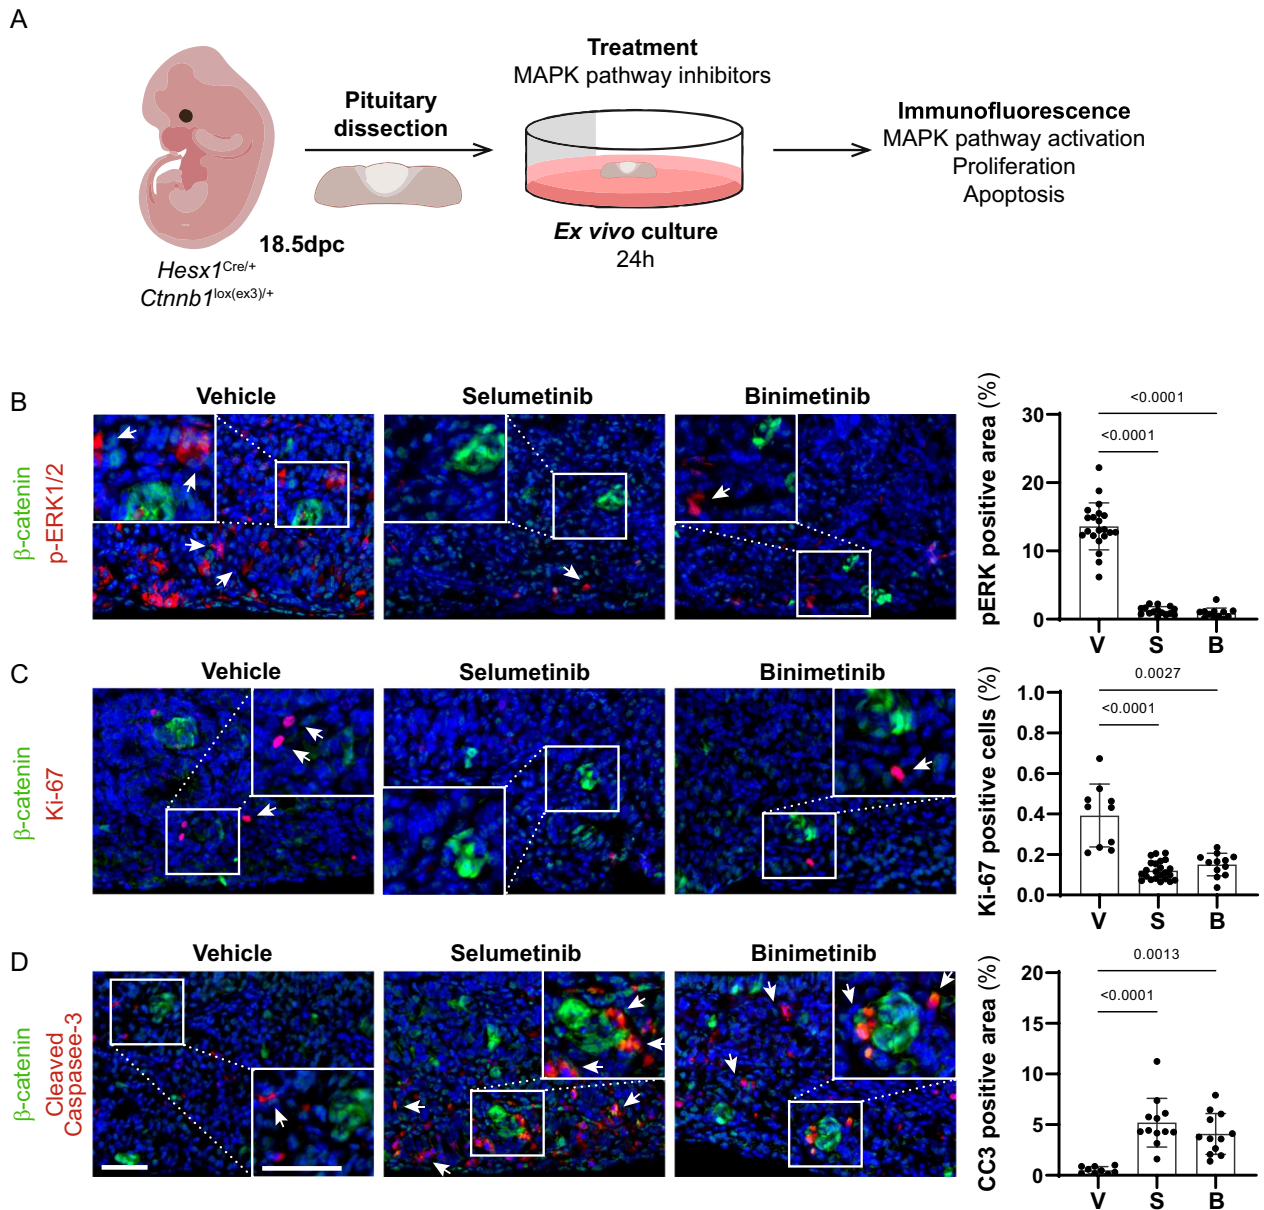 A
Pituitary
dissection
18.5dpc
Hesx1Cre/+
Ctnnb1lox(ex3)/+
Treatment
MAPK pathway inhibitors
Ex vivo culture
24h
Immunofluorescence
MAPK pathway activation
Proliferation
Apoptosis
B
Vehicle
Selumetinib
Binimetinib
β-catenin
p-ERK1/2
pERK positive area (%)
30
20
10
0
<0.0001
<0.0001
V S B
C
Vehicle
Selumetinib
Binimetinib
β-catenin
Ki-67
Ki-67 positive cells (%)
1.0
0.8
0.6
0.4
0.2
0.0
0.0027
<0.0001
V S B
D
Vehicle
Selumetinib
Binimetinib
β-catenin
Cleaved
Caspasee-3
CC3 positive area (%)
20
15
10
5
0
0.0013
<0.0001
V S B